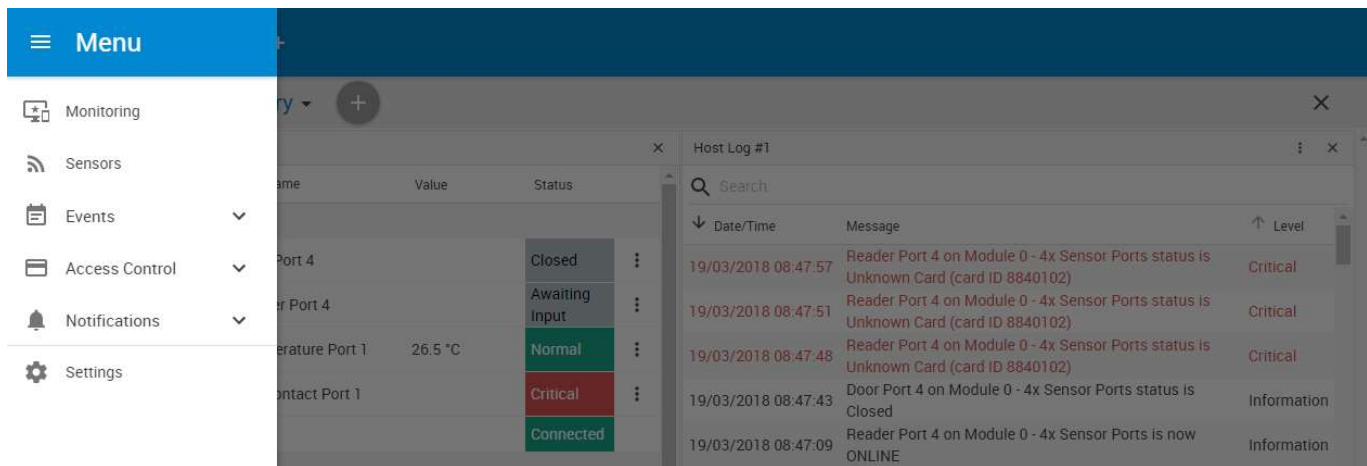 Menu
Monitoring
Sensors
Events
Access Control
Notifications
Settings
ry
Host Log #1
Search
ame
Value
Status
Date/Time
Message
Level
Port 4
Closed
r Port 4
Awaiting
Input
erature Port 1
26.5 °C
Normal
ontact Port 1
Critical
Connected
19/03/2018 08:47:57
Reader Port 4 on Module 0 - 4x Sensor Ports status is
Unknown Card (card ID 8840102)
Critical
19/03/2018 08:47:51
Reader Port 4 on Module 0 - 4x Sensor Ports status is
Unknown Card (card ID 8840102)
Critical
19/03/2018 08:47:48
Reader Port 4 on Module 0 - 4x Sensor Ports status is
Unknown Card (card ID 8840102)
Critical
19/03/2018 08:47:43
Door Port 4 on Module 0 - 4x Sensor Ports status is
Closed
Information
19/03/2018 08:47:09
Reader Port 4 on Module 0 - 4x Sensor Ports is now
ONLINE
Information